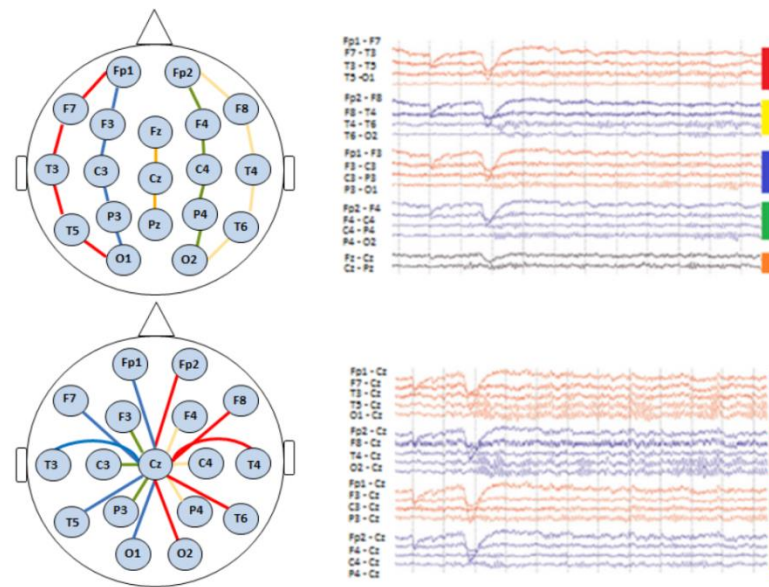 Fp1 Fp2
F7 F3 Fz F4 F8
T3 C3 Cz C4 T4
T5 P3 Pz P4 T6
O1 O2
Fp1 - F7
F7 - T3
T3 - T5
T5 -O1
Fp2 - F8
F8 - T4
T4 - T6
T6 - O2
Fp1 - F3
F3 - C3
C3 - P3
P3 - O1
Fp2 - F4
F4 - C4
C4 - P4
P4 - O2
Fz - Cz
Cz - Pz
Fp1 Fp2
F7 F3 F4 F8
T3 C3 Cz C4 T4
T5 P3 P4 T6
O1 O2
Fp1 - Cz
F7 - Cz
T3 - Cz
T5 - Cz
O1 - Cz
Fp2 - Cz
F8 - Cz
T4 - Cz
O2 - Cz
Fp1 - Cz
F3 - Cz
C3 - Cz
P3 - Cz
Fp2 - Cz
F4 - Cz
C4 - Cz
P4 - Cz